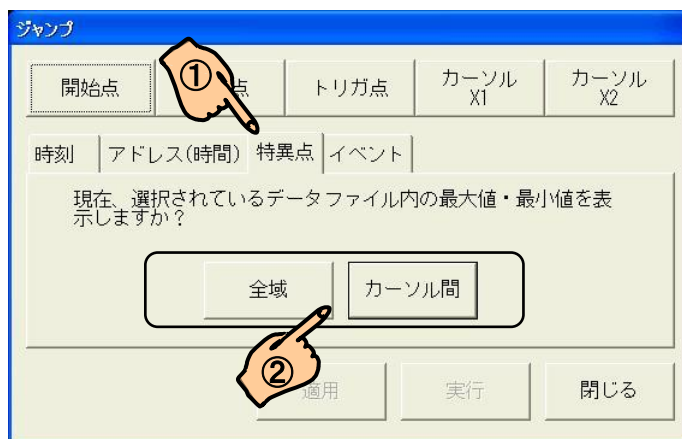 ジャンプ
開始点
①
点
トリガ点
カーソル
X1
カーソル
X2
時刻
アドレス(時間)
特異点
イベント
現在、選択されているデータファイル内の最大値・最小値を表
示しますか?
全域
カーソル間
②
適用
実行
閉じる